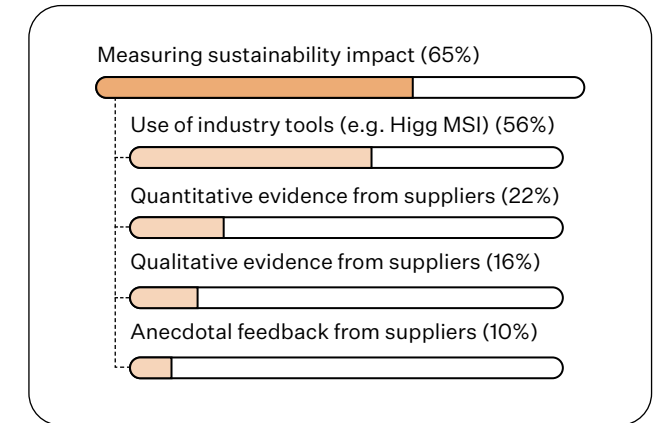 Measuring sustainability impact (65%)
Use of industry tools (e.g. Higg MSI) (56%)
Quantitative evidence from suppliers (22%)
Qualitative evidence from suppliers (16%)
Anecdotal feedback from suppliers (10%)